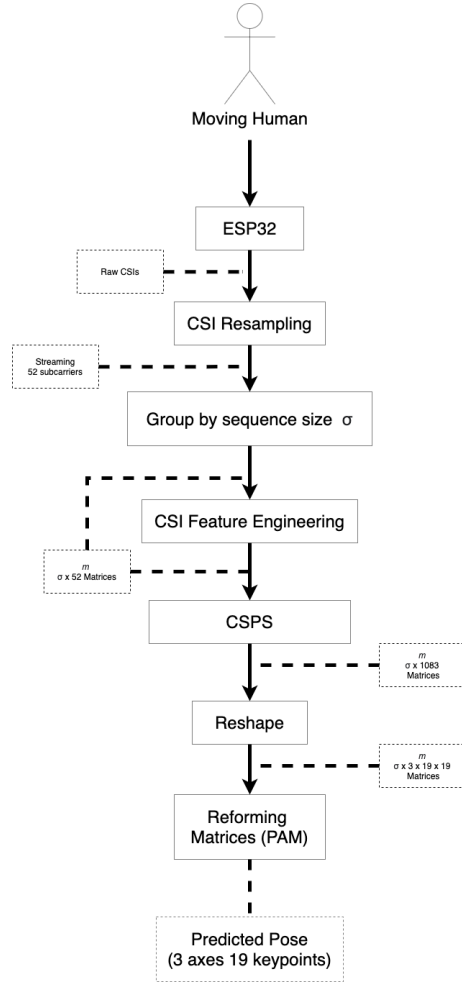 Moving Human
ESP32
Raw CSIs
CSI Resampling
Streaming
52 subcarriers
Group by sequence size σ
CSI Feature Engineering
m
σ x 52 Matrices
CSPS
m
σ x 1083
Matrices
Reshape
m
σ x 3 x 19 x 19
Matrices
Reforming
Matrices (PAM)
Predicted Pose
(3 axes 19 keypoints)